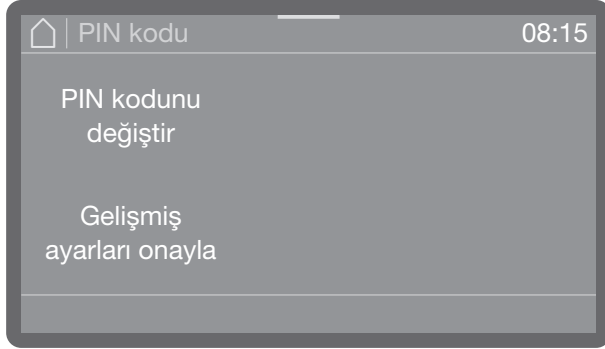 PIN kodu 08:15
PIN kodunu
değiştir
Gelişmiş
ayarları onayla